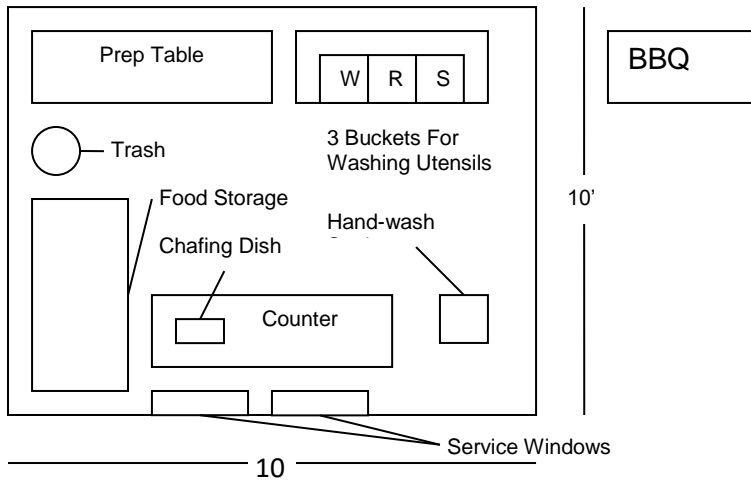 Prep Table
W R S
BBQ
Trash
3 Buckets For
Washing Utensils
Food Storage
10'
Hand-wash
Chafing Dish
Counter
Service Windows
10